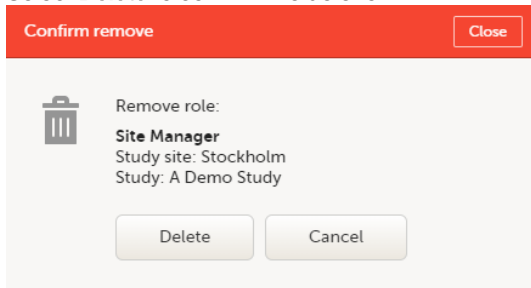 Confirm remove
Close
Remove role:
Site Manager
Study site: Stockholm
Study: A Demo Study
Delete
Cancel